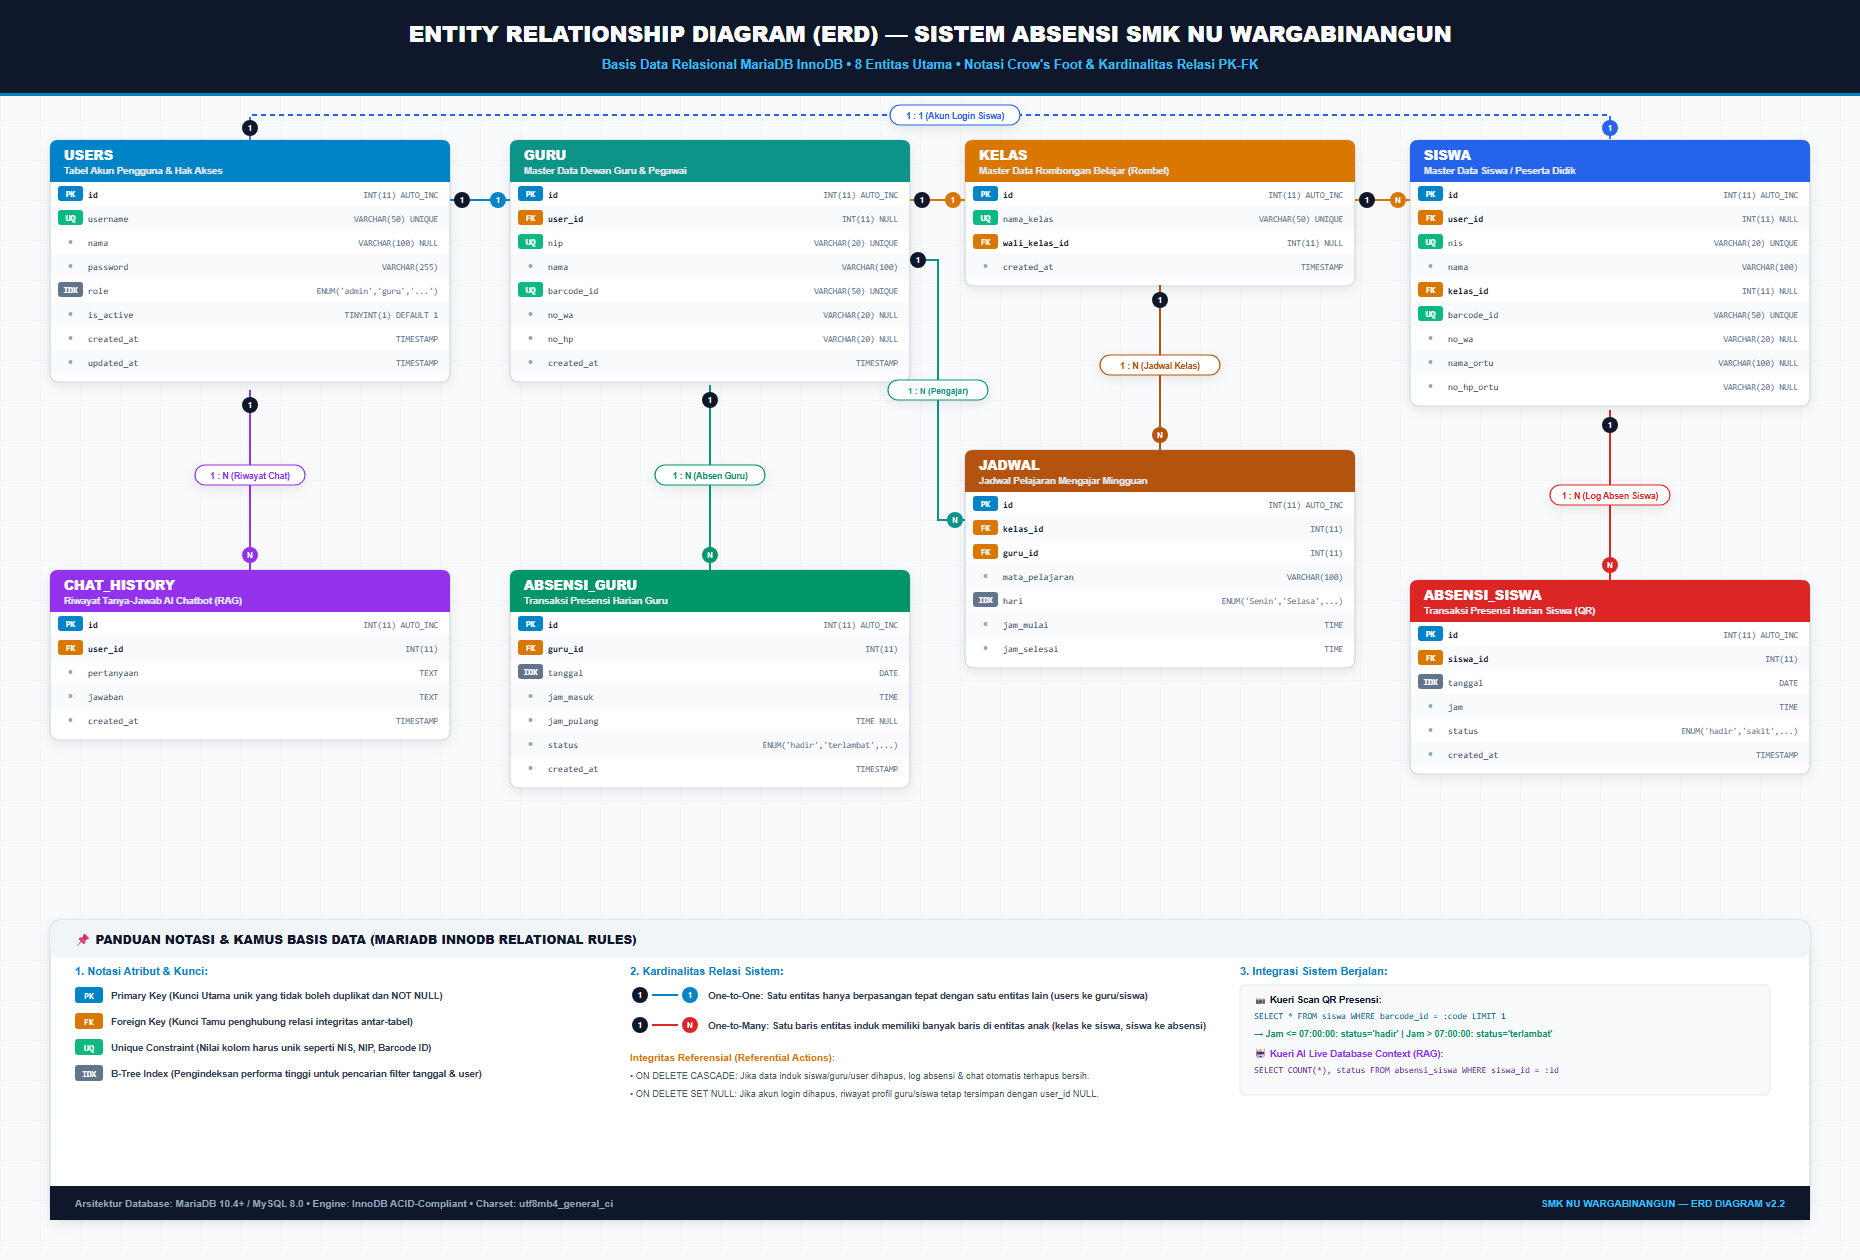 ENTITY RELATIONSHIP DIAGRAM (ERD) — SISTEM ABSENSI SMK NU WARGABINANGUN
Basis Data Relasional MariaDB InnoDB • 8 Entitas Utama • Notasi Crow's Foot & Kardinalitas Relasi PK-FK
1 : 1 (Akun Login Siswa)
1
1
USERS
Tabel Akun Pengguna & Hak Akses
PK id INT(11) AUTO_INC
UQ username VARCHAR(50) UNIQUE
• nama VARCHAR(100) NULL
• password VARCHAR(255)
IDX role ENUM('admin','guru','...')
• is_active TINYINT(1) DEFAULT 1
• created_at TIMESTAMP
• updated_at TIMESTAMP
1 1
GURU
Master Data Dewan Guru & Pegawai
PK id INT(11) AUTO_INC
FK user_id INT(11) NULL
UQ nip VARCHAR(20) UNIQUE
• nama VARCHAR(100)
UQ barcode_id VARCHAR(50) UNIQUE
• no_wa VARCHAR(20) NULL
• no_hp VARCHAR(20) NULL
• created_at TIMESTAMP
1 1
KELAS
Master Data Rombongan Belajar (Rombel)
PK id INT(11) AUTO_INC
UQ nama_kelas VARCHAR(50) UNIQUE
FK wali_kelas_id INT(11) NULL
• created_at TIMESTAMP
1 N
SISWA
Master Data Siswa / Peserta Didik
PK id INT(11) AUTO_INC
FK user_id INT(11) NULL
UQ nis VARCHAR(20) UNIQUE
• nama VARCHAR(100)
FK kelas_id INT(11) NULL
UQ barcode_id VARCHAR(50) UNIQUE
• no_wa VARCHAR(20) NULL
• nama_ortu VARCHAR(100) NULL
• no_hp_ortu VARCHAR(20) NULL
1
1 : N (Riwayat Chat)
N
1
1 : N (Absen Guru)
N
1
1 : N (Pengajar)
N
1
1 : N (Jadwal Kelas)
N
1
1 : N (Log Absen Siswa)
N
CHAT_HISTORY
Riwayat Tanya-Jawab AI Chatbot (RAG)
PK id INT(11) AUTO_INC
FK user_id INT(11)
• pertanyaan TEXT
• jawaban TEXT
• created_at TIMESTAMP
ABSENSI_GURU
Transaksi Presensi Harian Guru
PK id INT(11) AUTO_INC
FK guru_id INT(11)
IDX tanggal DATE
• jam_masuk TIME
• jam_pulang TIME NULL
• status ENUM('hadir','terlambat',...)
• created_at TIMESTAMP
JADWAL
Jadwal Pelajaran Mengajar Mingguan
PK id INT(11) AUTO_INC
FK kelas_id INT(11)
FK guru_id INT(11)
• mata_pelajaran VARCHAR(100)
IDX hari ENUM('Senin','Selasa',...)
• jam_mulai TIME
• jam_selesai TIME
ABSENSI_SISWA
Transaksi Presensi Harian Siswa (QR)
PK id INT(11) AUTO_INC
FK siswa_id INT(11)
IDX tanggal DATE
• jam TIME
• status ENUM('hadir','sakit',...)
• created_at TIMESTAMP
📌 PANDUAN NOTASI & KAMUS BASIS DATA (MARIADB INNODB RELATIONAL RULES)
1. Notasi Atribut & Kunci:
PK Primary Key (Kunci Utama unik yang tidak boleh duplikat dan NOT NULL)
FK Foreign Key (Kunci Tamu penghubung relasi integritas antar-tabel)
UQ Unique Constraint (Nilai kolom harus unik seperti NIS, NIP, Barcode ID)
IDX B-Tree Index (Pengindeksan performa tinggi untuk pencarian filter tanggal & user)
2. Kardinalitas Relasi Sistem:
1 1 One-to-One: Satu entitas hanya berpasangan tepat dengan satu entitas lain (users ke guru/siswa)
1 N One-to-Many: Satu baris entitas induk memiliki banyak baris di entitas anak (kelas ke siswa, siswa ke absensi)
Integritas Referensial (Referential Actions):
• ON DELETE CASCADE: Jika data induk siswa/guru/user dihapus, log absensi & chat otomatis terhapus bersih.
• ON DELETE SET NULL: Jika akun login dihapus, riwayat profil guru/siswa tetap tersimpan dengan user_id NULL.
3. Integrasi Sistem Berjalan:
Kueri Scan QR Presensi:
SELECT * FROM siswa WHERE barcode_id = :code LIMIT 1
→ Jam <= 07:00:00: status='hadir' | Jam > 07:00:00: status='terlambat'
Kueri AI Live Database Context (RAG):
SELECT COUNT(*), status FROM absensi_siswa WHERE siswa_id = :id
Arsitektur Database: MariaDB 10.4+ / MySQL 8.0 • Engine: InnoDB ACID-Compliant • Charset: utf8mb4_general_ci
SMK NU WARGABINANGUN — ERD DIAGRAM v2.2